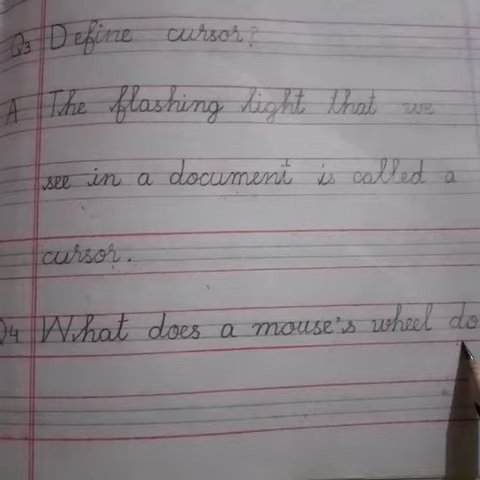 Q3 Define cursor?
A The flashing light that we
see in a document is called a
cursor.
Q4 What does a mouse's wheel do